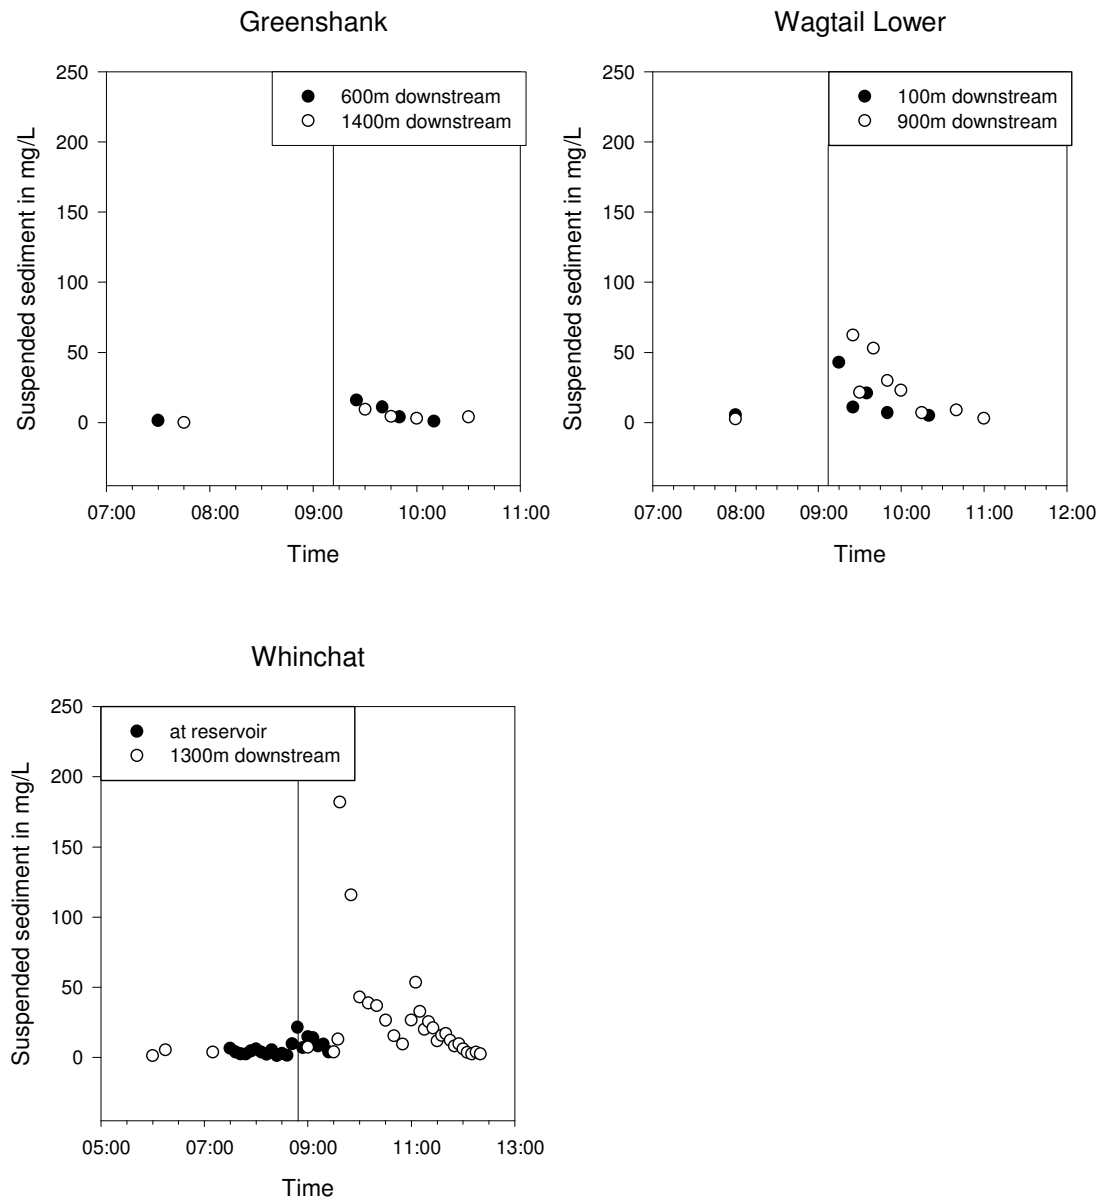 Greenshank
250
200
150
100
50
0
Suspended sediment in mg/L
600m downstream
1400m downstream
07:00 08:00 09:00 10:00 11:00
Time
Wagtail Lower
250
200
150
100
50
0
Suspended sediment in mg/L
100m downstream
900m downstream
07:00 08:00 09:00 10:00 11:00 12:00
Time
Whinchat
250
200
150
100
50
0
Suspended sediment in mg/L
at reservoir
1300m downstream
05:00 07:00 09:00 11:00 13:00
Time